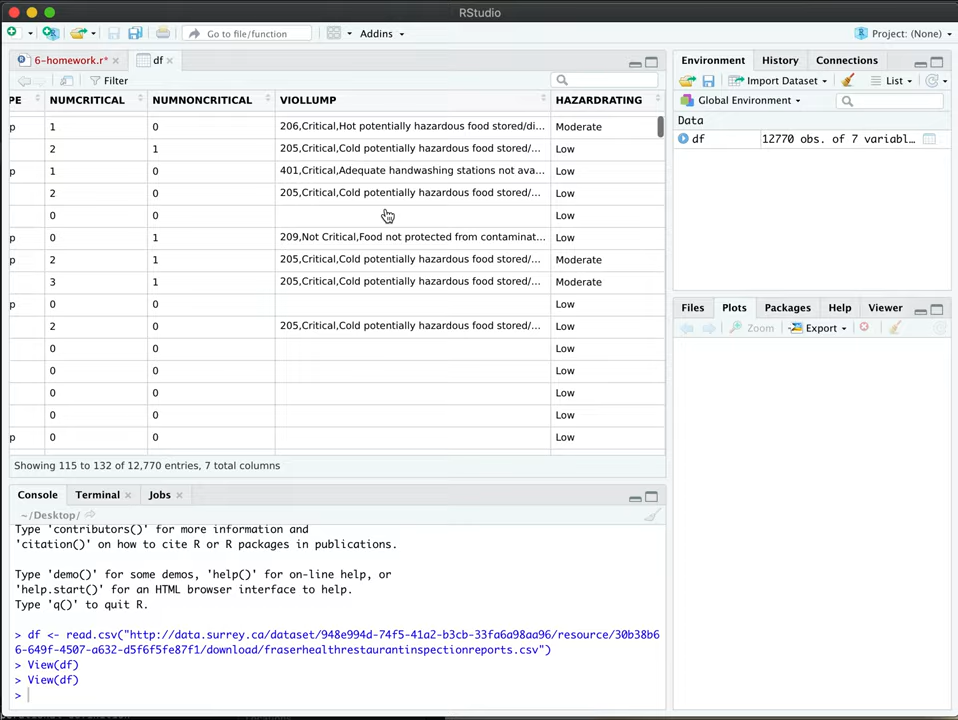 RStudio
Go to file/function
Addins
Project: (None)
6-homework.r*
df
Filter
PE NUMCRITICAL NUMNONCRITICAL VIOLLUMP HAZARDRATING
p 1 0 206,Critical,Hot potentially hazardous food stored/di... Moderate
2 1 205,Critical,Cold potentially hazardous food stored/... Low
p 1 0 401,Critical,Adequate handwashing stations not ava... Low
2 0 205,Critical,Cold potentially hazardous food stored/... Low
0 0 Low
p 0 1 209,Not Critical,Food not protected from contaminat... Low
2 1 205,Critical,Cold potentially hazardous food stored/... Moderate
3 1 205,Critical,Cold potentially hazardous food stored/... Moderate
p 0 0 Low
2 0 205,Critical,Cold potentially hazardous food stored/... Low
0 0 Low
0 0 Low
0 0 Low
0 0 Low
p 0 0 Low
Showing 115 to 132 of 12,770 entries, 7 total columns
Console Terminal Jobs
~/Desktop/
Type 'contributors()' for more information and
'citation()' on how to cite R or R packages in publications.
Type 'demo()' for some demos, 'help()' for on-line help, or
'help.start()' for an HTML browser interface to help.
Type 'q()' to quit R.
> df <- read.csv("http://data.surrey.ca/dataset/948e994d-74f5-41a2-b3cb-33fa6a98aa96/resource/30b38b6
6-649f-4507-a632-d5f6f5fe87f1/download/fraserhealthrestaurantinspectionreports.csv")
> View(df)
> View(df)
>
Environment History Connections
Import Dataset List
Global Environment
Data
df 12770 obs. of 7 variabl...
Files Plots Packages Help Viewer
Zoom Export